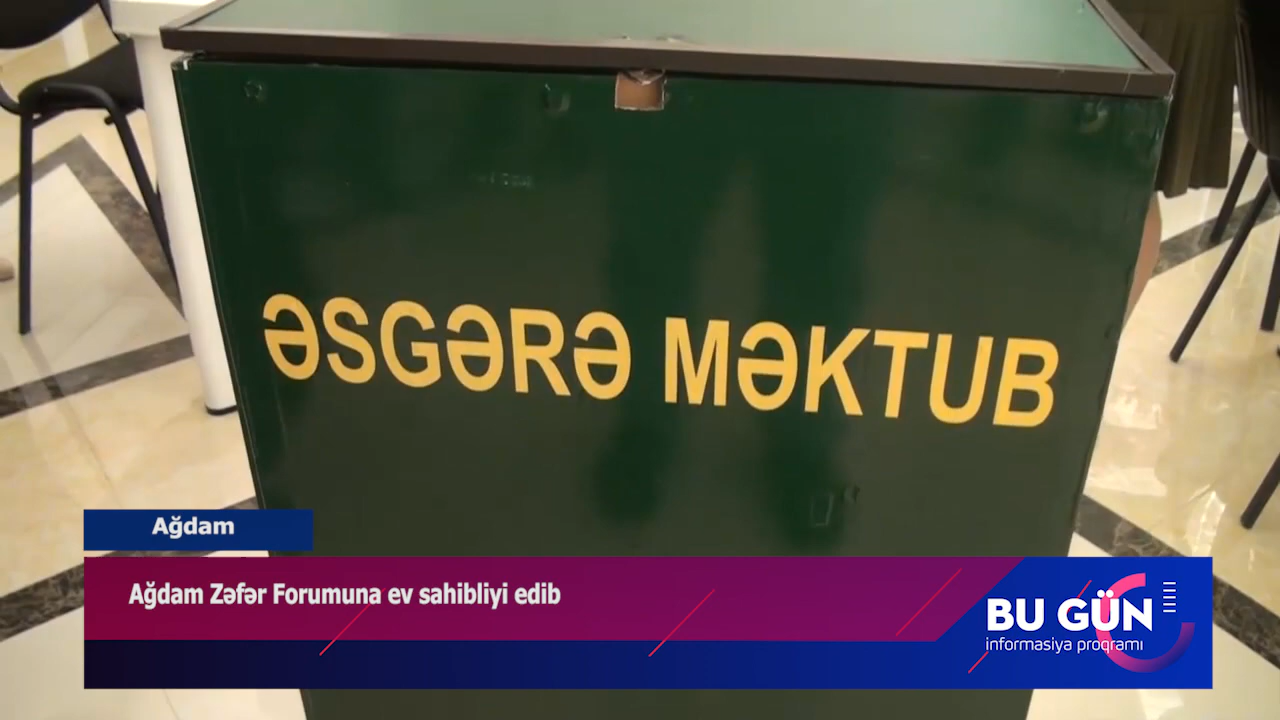 ƏSGƏRƏ MƏKTUB
Ağdam
Ağdam Zəfər Forumuna ev sahibliyi edib
BU GÜN
informasiya proqramı